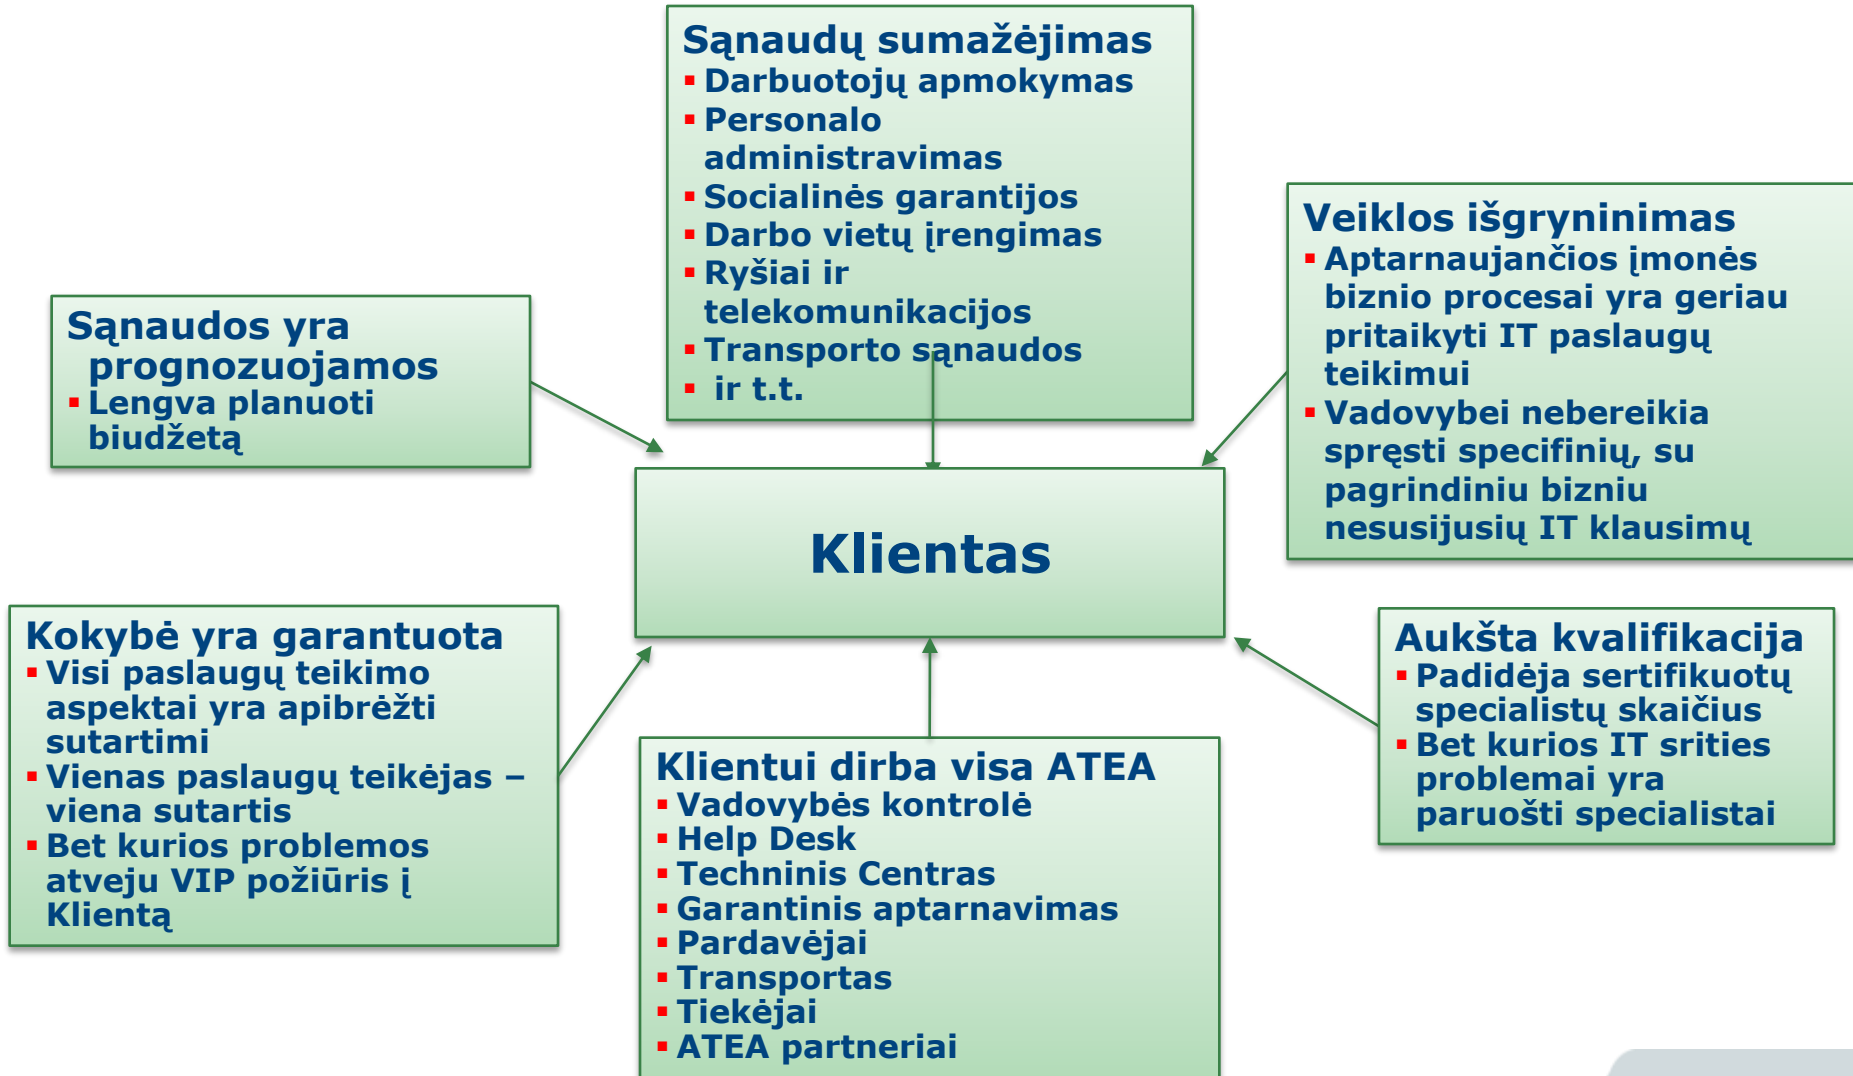 Sąnaudų sumažėjimas
▪ Darbuotojų apmokymas
▪ Personalo
administravimas
▪ Socialinės garantijos
▪ Darbo vietų įrengimas
▪ Ryšiai ir
telekomunikacijos
▪ Transporto sąnaudos
▪ ir t.t.
Sąnaudos yra
prognozuojamos
▪ Lengva planuoti
biudžetą
Veiklos išgryninimas
▪ Aptarnaujančios įmonės
biznio procesai yra geriau
pritaikyti IT paslaugų
teikimui
▪ Vadovybei nebereikia
spręsti specifinių, su
pagrindiniu bizniu
nesusijusių IT klausimų
Klientas
Kokybė yra garantuota
▪ Visi paslaugų teikimo
aspektai yra apibrėžti
sutartimi
▪ Vienas paslaugų teikėjas –
viena sutartis
▪ Bet kurios problemos
atveju VIP požiūris į
Klientą
Klientui dirba visa ATEA
▪ Vadovybės kontrolė
▪ Help Desk
▪ Techninis Centras
▪ Garantinis aptarnavimas
▪ Pardavėjai
▪ Transportas
▪ Tiekėjai
▪ ATEA partneriai
Aukšta kvalifikacija
▪ Padidėja sertifikuotų
specialistų skaičius
▪ Bet kurios IT srities
problemai yra
paruošti specialistai